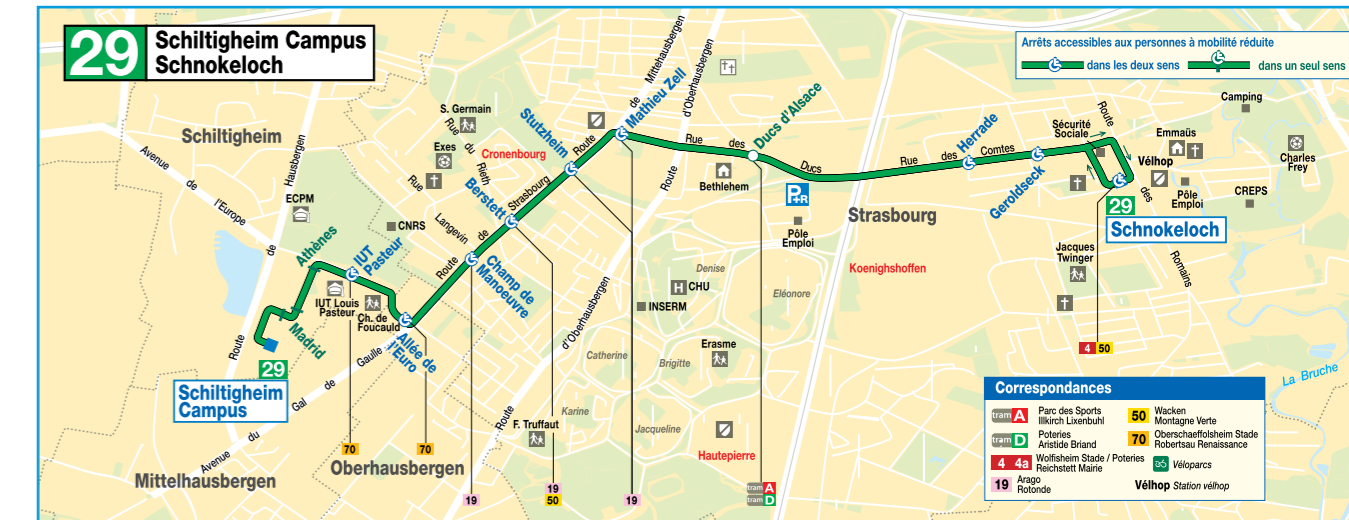 29
Schiltigheim Campus
Schnokeloch
Arrêts accessibles aux personnes à mobilité réduite
dans les deux sens
dans un seul sens
Schiltigheim
Avenue
de
l'Europe
Route
de
Hausbergen
ECPM
CNRS
S. Germain
Rue
du
Rieth
Exes
Rue
Cronenbourg
Athènes
IUT
Pasteur
IUT Louis
Pasteur
Ch. de
Foucauld
Madrid
29
Schiltigheim
Campus
Allée de
l'Euro
Avenue
du
Gal
de
Gaulle
Mittelhausbergen
Oberhausbergen
70
70
Langevin
Route
de
Strasbourg
Route
Champ de
Manoeuvre
Berstett
Stutzheim
Mathieu Zell
de
Mittehausbergen
Route
d'Oberhausbergen
Route
d'Oberhausbergen
F. Truffaut
19
19
50
19
Rue
des
Ducs
Ducs d'Alsace
Bethlehem
P+R
Pôle
Emploi
Denise
H
CHU
Eléonore
INSERM
Catherine
Brigitte
Erasme
Karine
Jacqueline
Hautepierre
tram A
tram D
Strasbourg
Koenighshoffen
Rue
des
Comtes
Herrade
Geroldseck
Sécurité
Sociale
Route
des
Romains
Vélhop
Emmaüs
Camping
Charles
Frey
Pôle
Emploi
CREPS
29
Schnokeloch
Jacques
Twinger
4 50
La Bruche
Correspondances
tram A
Parc des Sports
Illkirch Lixenbuhl
tram D
Poteries
Aristide Briand
4 4a
Wolfisheim Stade / Poteries
Reichstett Mairie
19
Arago
Rotonde
50
Wacken
Montagne Verte
70
Oberschaeffolsheim Stade
Robertsau Renaissance
Véloparcs
Vélhop Station vélhop